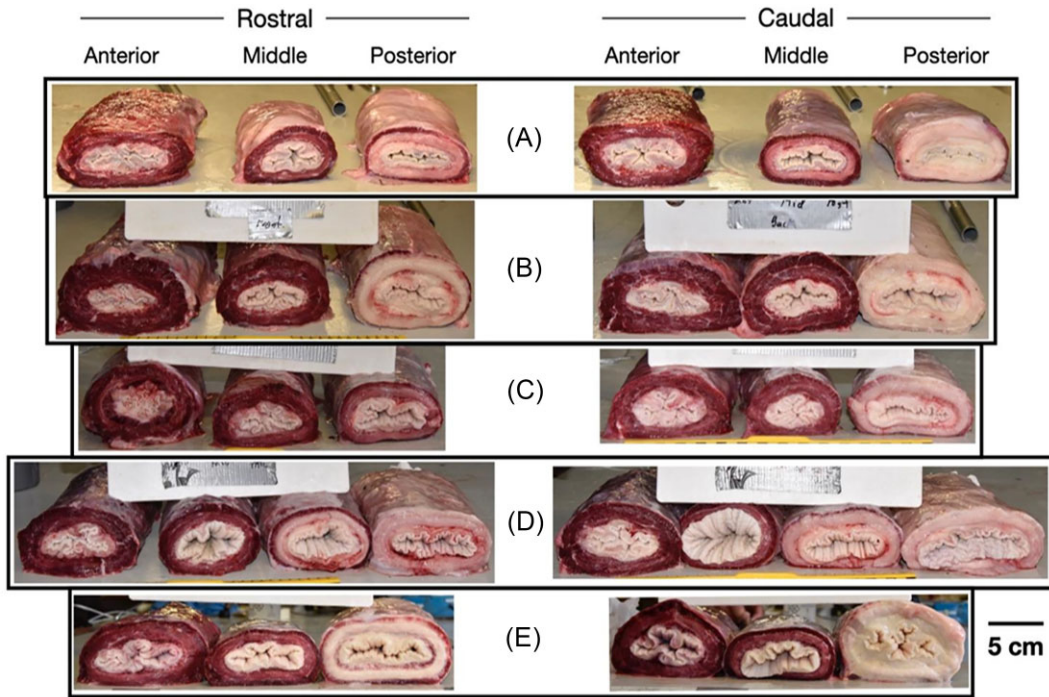 Rostral Caudal
Anterior Middle Posterior Anterior Middle Posterior
(A)
(B)
(C)
(D)
(E)
5 cm